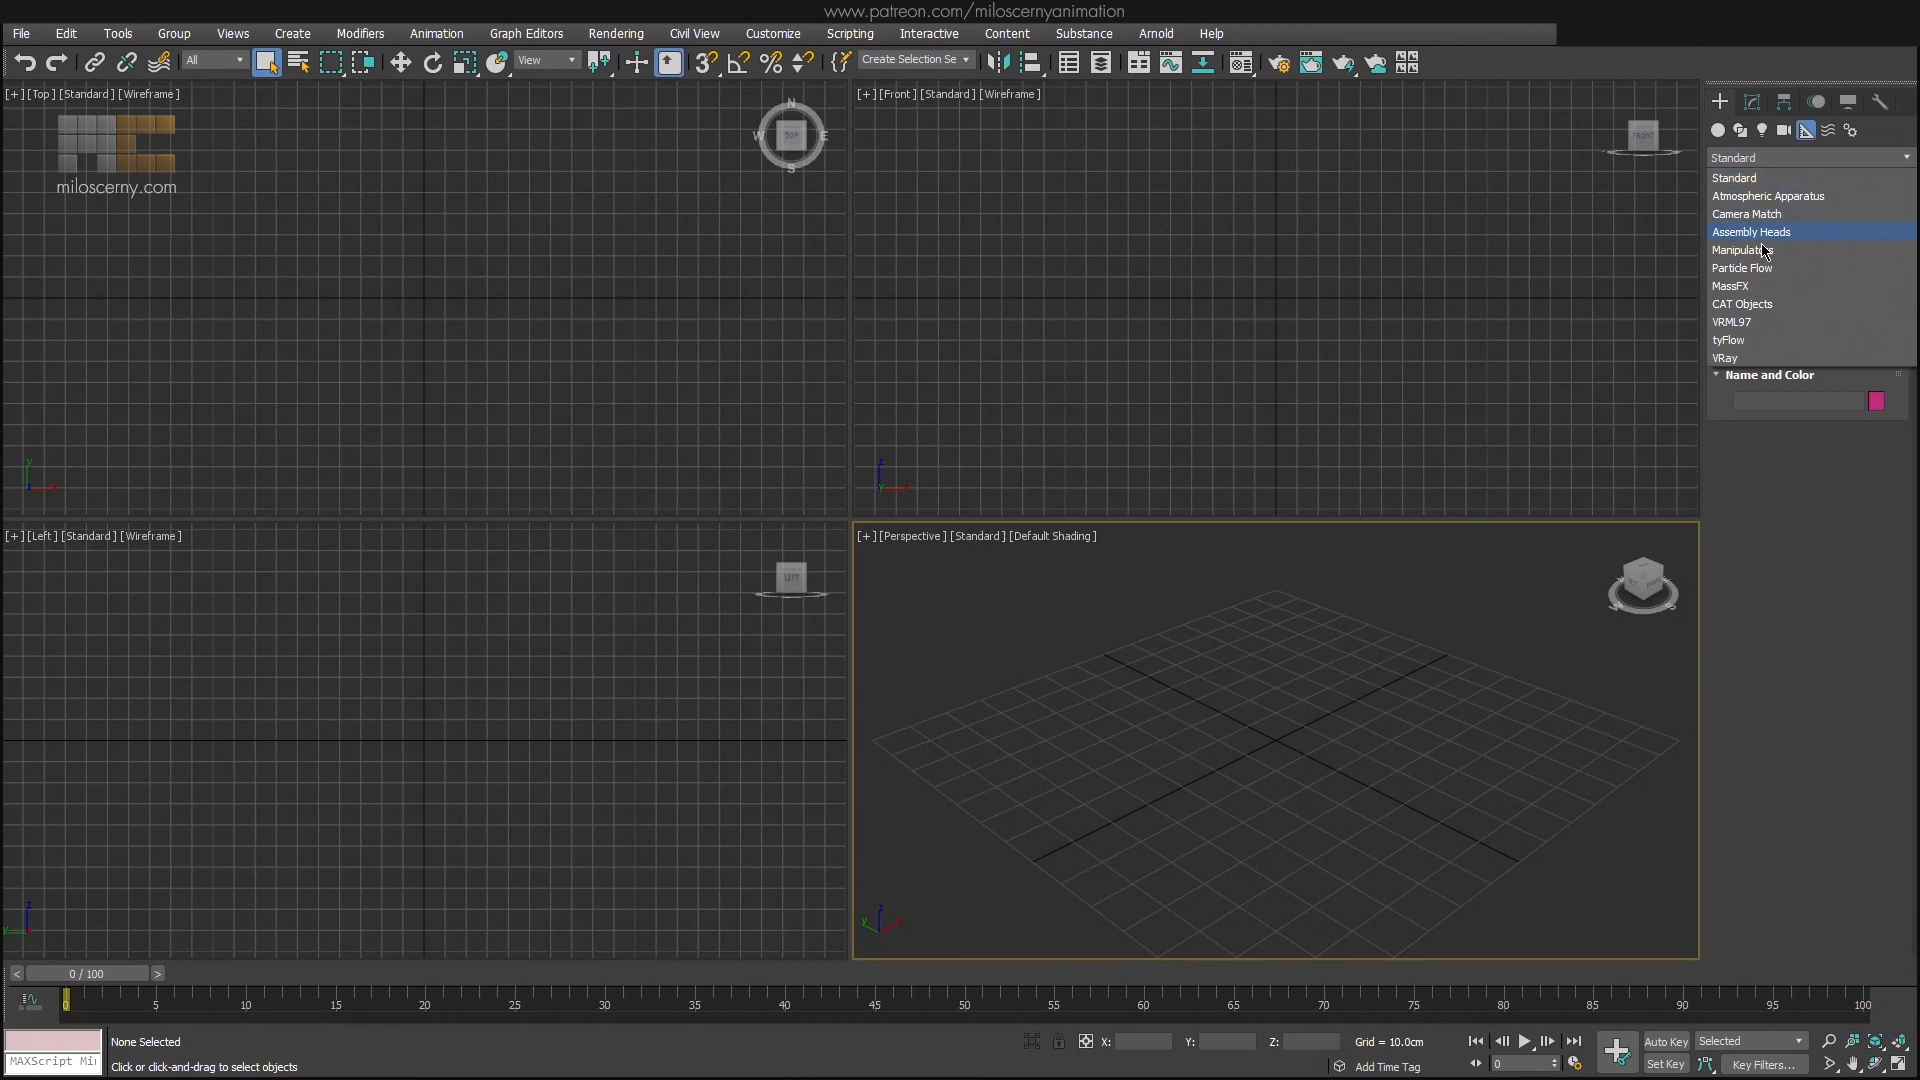 www.patreon.com/miloscernyanimation
File Edit Tools Group Views Create Modifiers Animation Graph Editors Rendering Civil View Customize Scripting Interactive Content Substance Arnold Help
All View Create Selection Se
[+] [Top] [Standard] [Wireframe]
[+] [Front] [Standard] [Wireframe]
N
W TOP E
S
FRONT
miloscerny.com
Standard
Standard
Atmospheric Apparatus
Camera Match
Assembly Heads
Manipulators
Particle Flow
MassFX
CAT Objects
VRML97
tyFlow
VRay
Name and Color
y
z
x
z
y
x
[+] [Left] [Standard] [Wireframe]
[+] [Perspective] [Standard] [Default Shading]
LEFT
z
y
z
y
< 0 / 100 >
0 5 10 15 20 25 30 35 40 45 50 55 60 65 70 75 80 85 90 95 100
None Selected
X: Y: Z: Grid = 10.0cm
Auto Key Selected
MAXScript Mi
Click or click-and-drag to select objects
Add Time Tag
0
Set Key Key Filters...